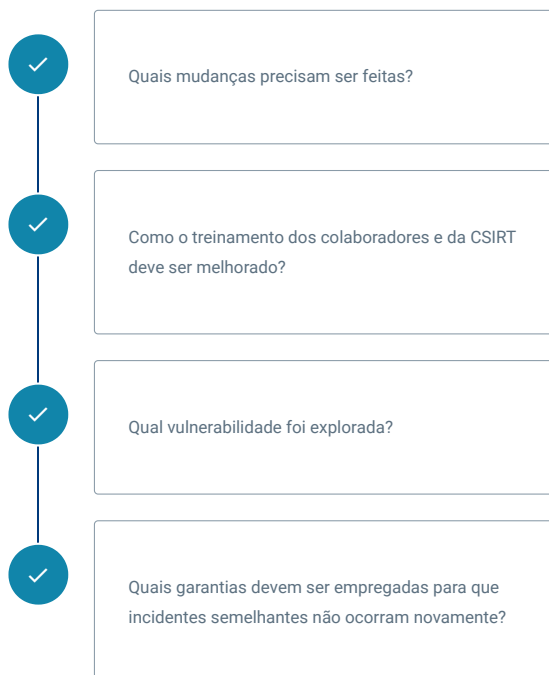 Quais mudanças precisam ser feitas?
Como o treinamento dos colaboradores e da CSIRT
deve ser melhorado?
Qual vulnerabilidade foi explorada?
Quais garantias devem ser empregadas para que
incidentes semelhantes não ocorram novamente?